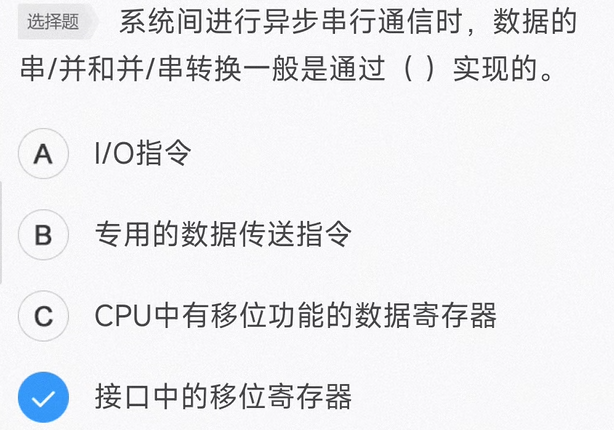 选择题 系统间进行异步串行通信时，数据的
串/并和并/串转换一般是通过（ ）实现的。
A I/O指令
B 专用的数据传送指令
C CPU中有移位功能的数据寄存器
接口中的移位寄存器